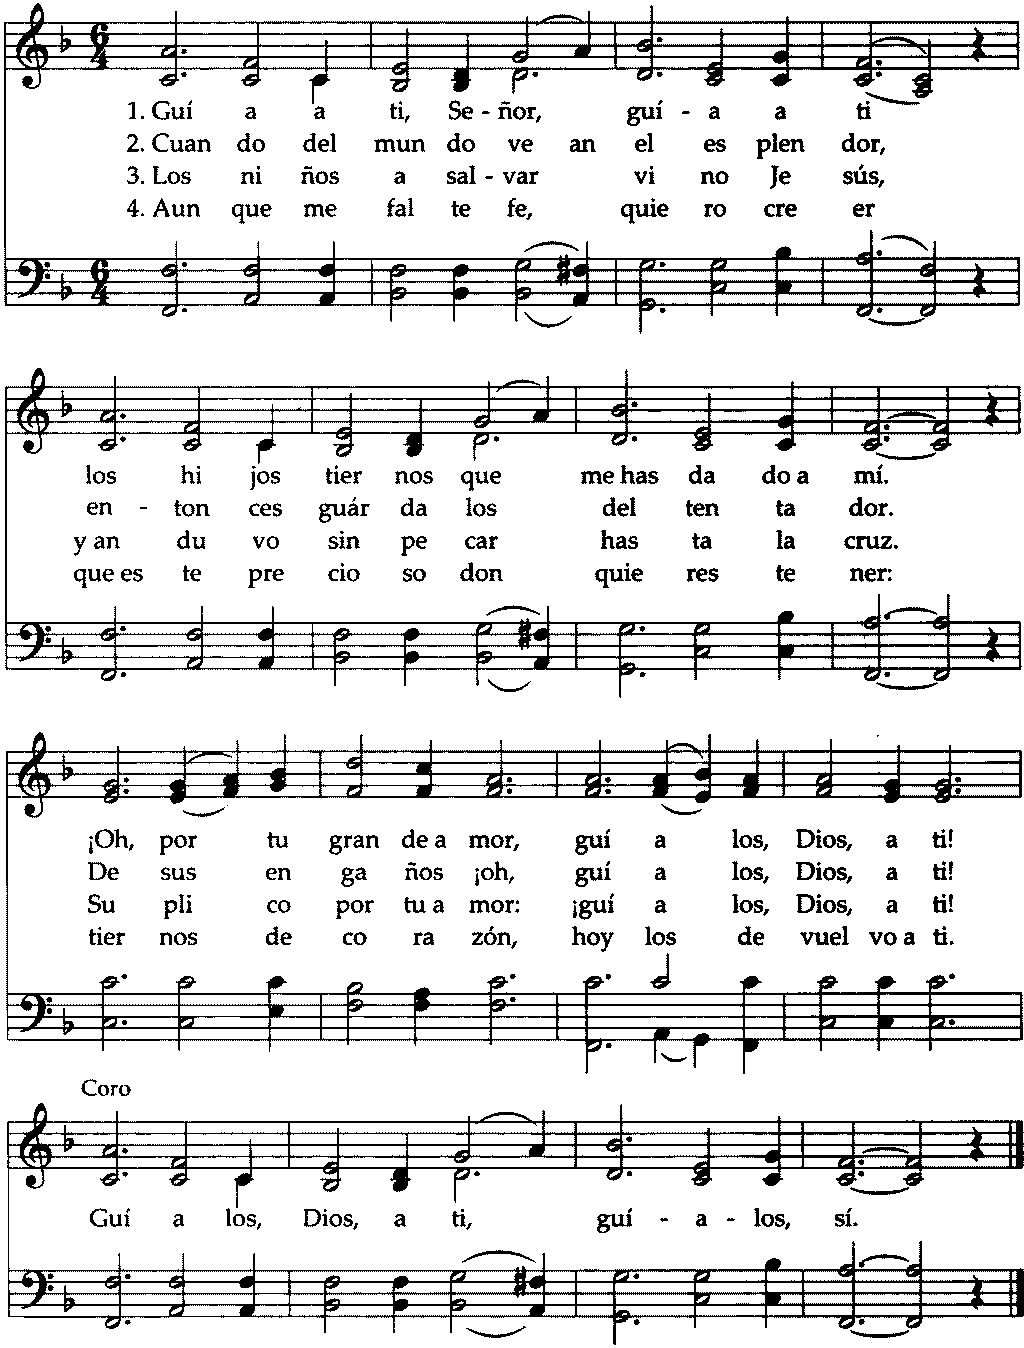 1. Guí a a ti, Se - ñor, guí - a a ti
2. Cuan do del mun do ve an el es plen dor,
3. Los ni ños a sal - var vi no Je sús,
4. Aun que me fal te fe, quie ro cre er
los hi jos tier nos que me has da do a mí.
en - ton ces guár da los del ten ta dor.
y an du vo sin pe car has ta la cruz.
que es te pre cio so don quie res te ner:
¡Oh, por tu gran de a mor, guí a los, Dios, a ti!
De sus en ga ños ¡oh, guí a los, Dios, a ti!
Su pli co por tu a mor: ¡guí a los, Dios, a ti!
tier nos de co ra zón, hoy los de vuel vo a ti.
Coro
Guí a los, Dios, a ti, guí - a - los, sí.